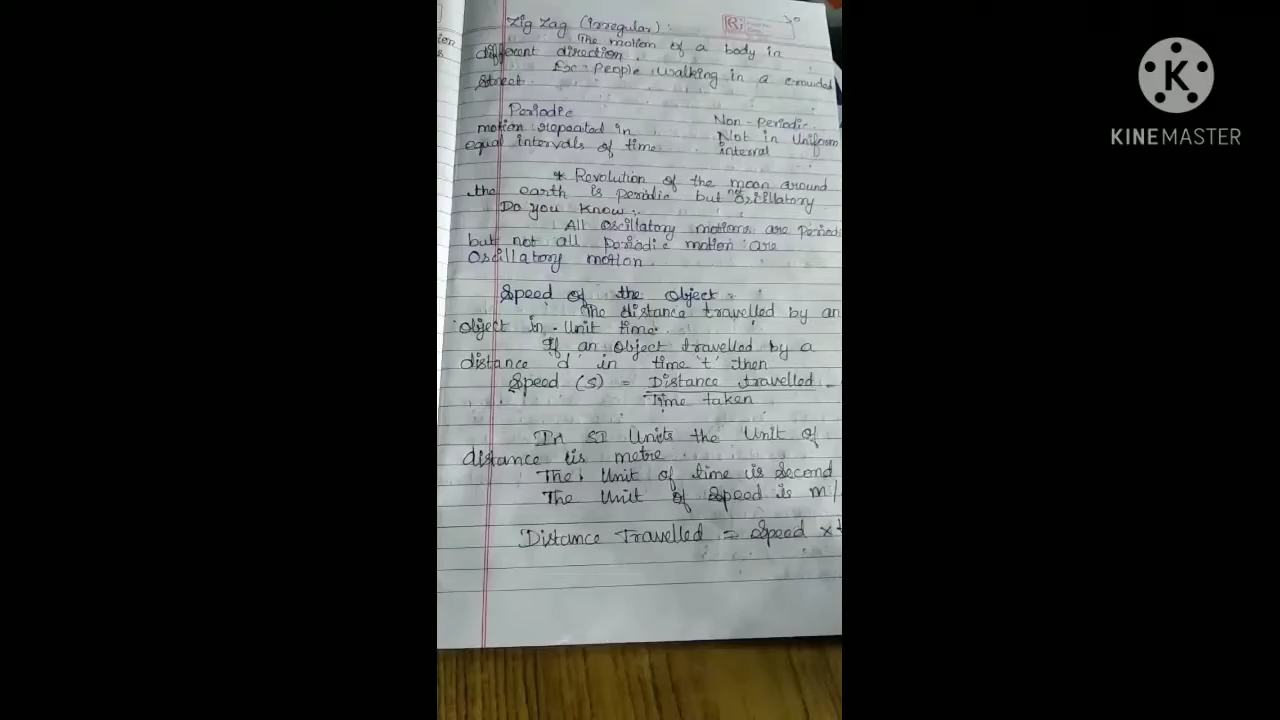 Zig Zag (irregular) :
The motion of a body in
different direction.
Ex: People walking in a crowded
street.
Periodic Non-Periodic
motion repeated in Not in Uniform
equal intervals of time interval
* Revolution of the moon around
the earth is periodic but not oscillatory
Do you know:
All oscillatory motions are period
but not all periodic motion are
oscillatory motion.
Speed of the object:
The distance travelled by an
object in Unit time.
If an object travelled by a
distance 'd' in time 't' then
Speed (s) = Distance travelled
Time taken
In SI Units the Unit of
distance is metre.
The Unit of time is second
The Unit of Speed is m/
Distance Travelled = Speed × t
KINEMASTER